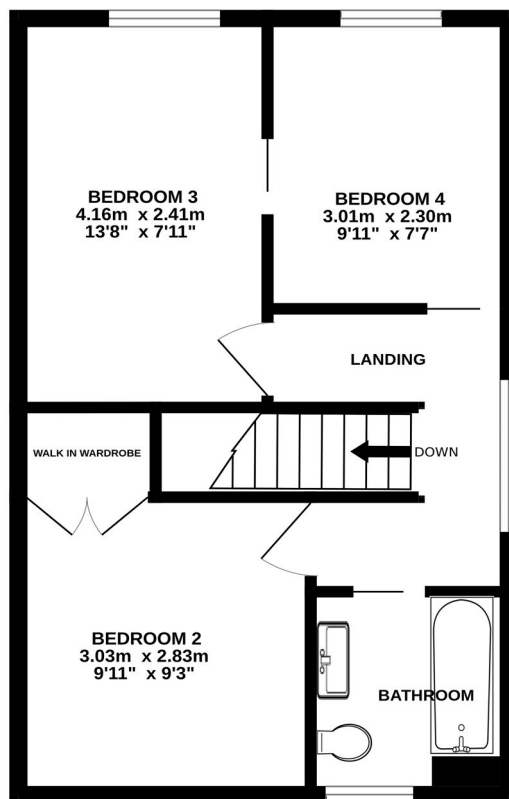 BEDROOM 3
4.16m x 2.41m
13'8" x 7'11"
BEDROOM 4
3.01m x 2.30m
9'11" x 7'7"
LANDING
WALK IN WARDROBE
DOWN
BEDROOM 2
3.03m x 2.83m
9'11" x 9'3"
BATHROOM